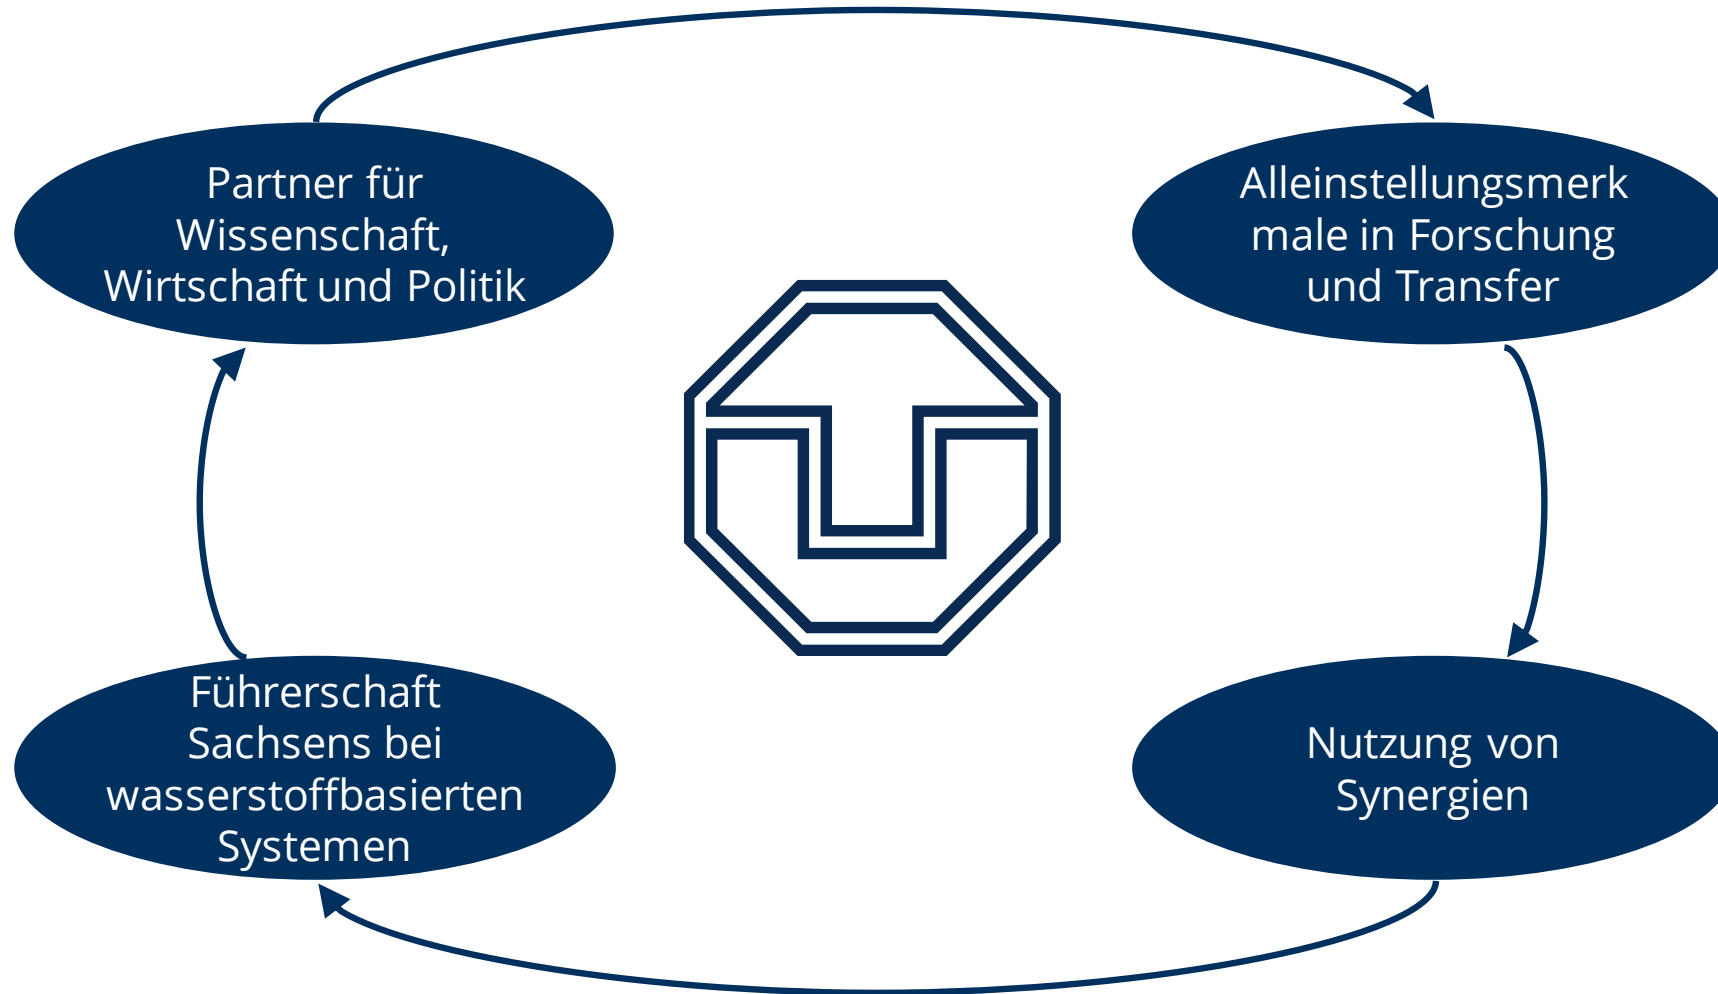 Partner für
Wissenschaft,
Wirtschaft und Politik
Alleinstellungsmerk
male in Forschung
und Transfer
Führerschaft
Sachsens bei
wasserstoffbasierten
Systemen
Nutzung von
Synergien